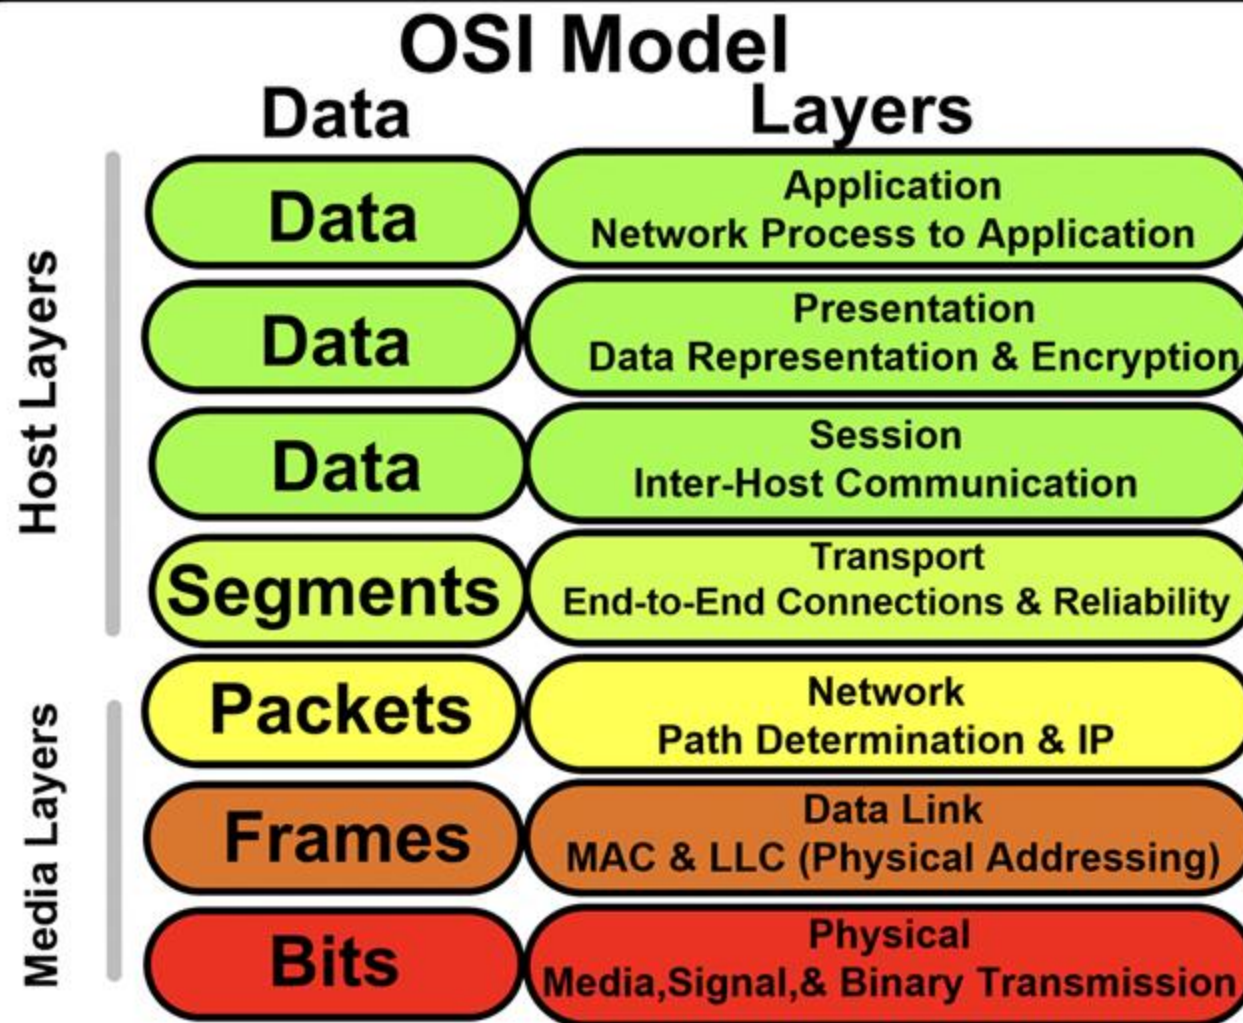 OSI Model
Data
Layers
Host Layers
Data
Application
Network Process to Application
Data
Presentation
Data Representation & Encryption
Data
Session
Inter-Host Communication
Segments
Transport
End-to-End Connections & Reliability
Media Layers
Packets
Network
Path Determination & IP
Frames
Data Link
MAC & LLC (Physical Addressing)
Bits
Physical
Media,Signal,& Binary Transmission